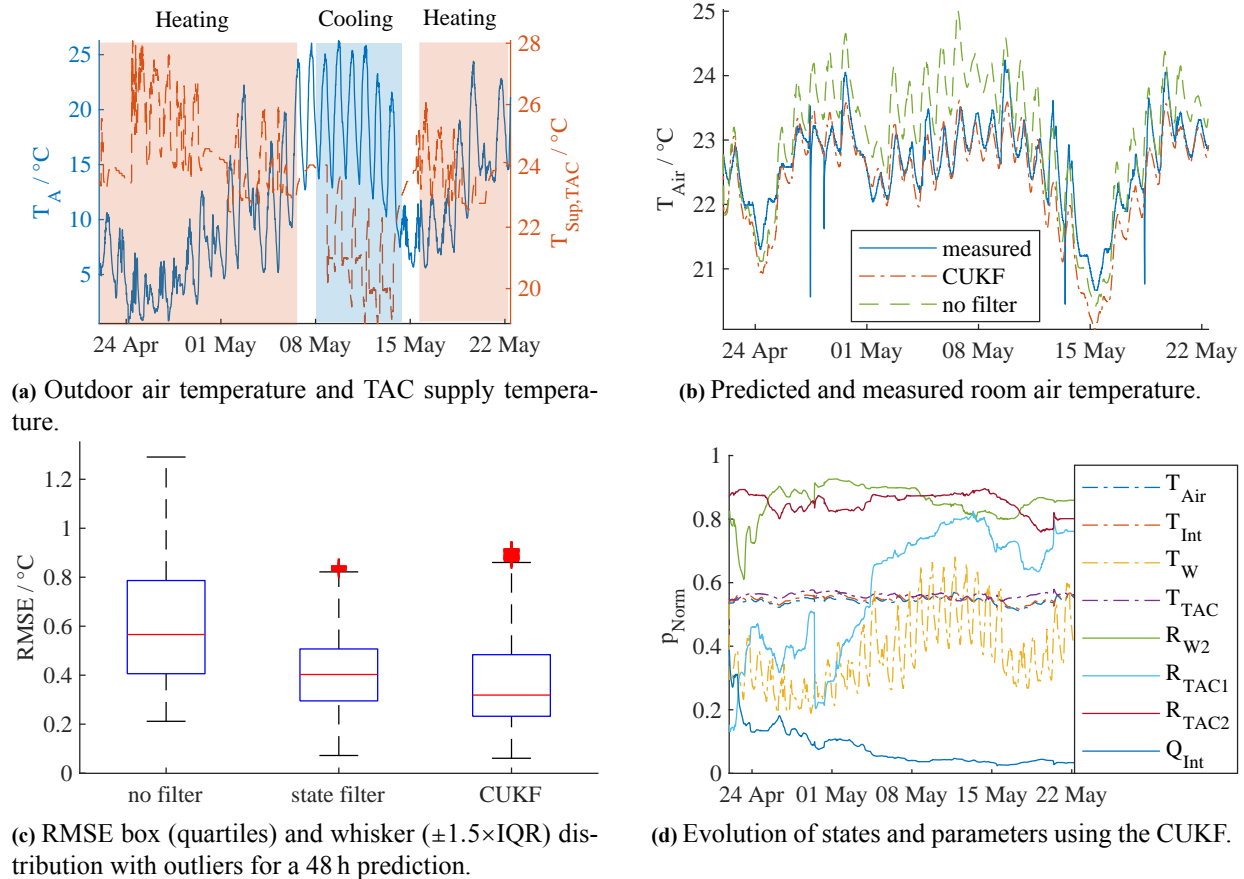 Heating Cooling Heating
T_A / °C
25
20
15
10
5
28
26
24
22
20
T_Sup,TAC / °C
24 Apr 01 May 08 May 15 May 22 May
(a) Outdoor air temperature and TAC supply tempera-
ture.
T_Air / °C
25
24
23
22
21
measured
CUKF
no filter
24 Apr 01 May 08 May 15 May 22 May
(b) Predicted and measured room air temperature.
RMSE / °C
1.2
1
0.8
0.6
0.4
0.2
0
no filter state filter CUKF
(c) RMSE box (quartiles) and whisker (±1.5×IQR) dis-
tribution with outliers for a 48 h prediction.
p_Norm
1
0.8
0.6
0.4
0.2
0
T_Air
T_Int
T_W
T_TAC
R_W2
R_TAC1
R_TAC2
Q_Int
24 Apr 01 May 08 May 15 May 22 May
(d) Evolution of states and parameters using the CUKF.